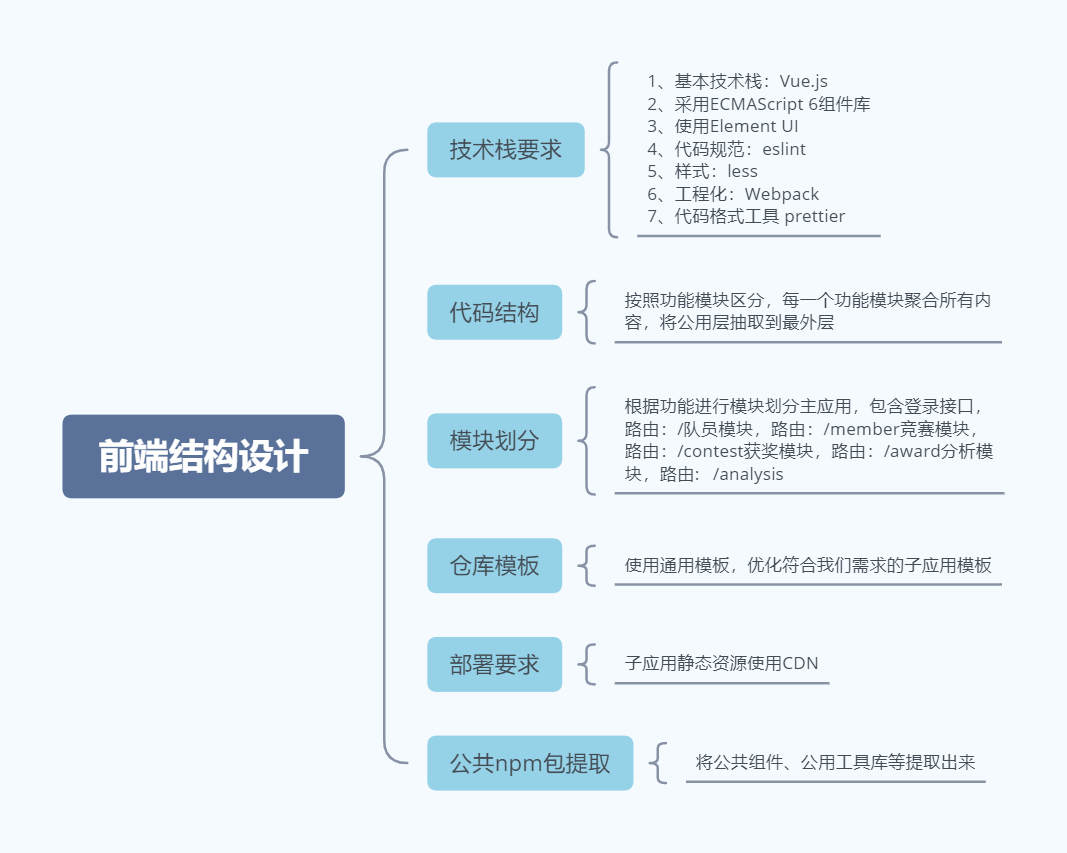 前端结构设计
技术栈要求
1、基本技术栈：Vue.js
2、采用ECMAScript 6组件库
3、使用Element UI
4、代码规范：eslint
5、样式：less
6、工程化：Webpack
7、代码格式工具 prettier
代码结构
按照功能模块区分，每一个功能模块聚合所有内
容，将公用层抽取到最外层
模块划分
根据功能进行模块划分主应用，包含登录接口，
路由：/队员模块，路由：/member竞赛模块，
路由：/contest获奖模块，路由：/award分析模
块，路由： /analysis
仓库模板
使用通用模板，优化符合我们需求的子应用模板
部署要求
子应用静态资源使用CDN
公共npm包提取
将公共组件、公用工具库等提取出来